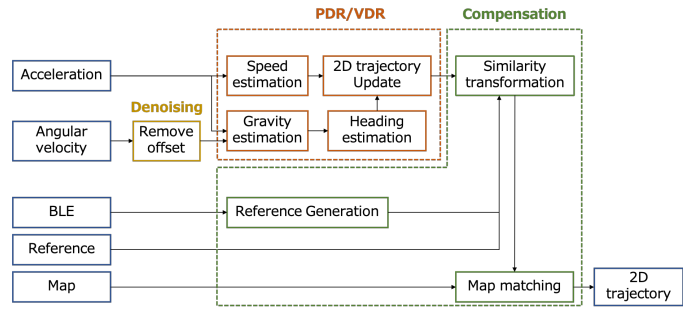 PDR/VDR
Compensation
Acceleration
Speed
estimation
2D trajectory
Update
Similarity
transformation
Denoising
Angular
velocity
Remove
offset
Gravity
estimation
Heading
estimation
BLE
Reference Generation
Reference
Map
Map matching
2D
trajectory